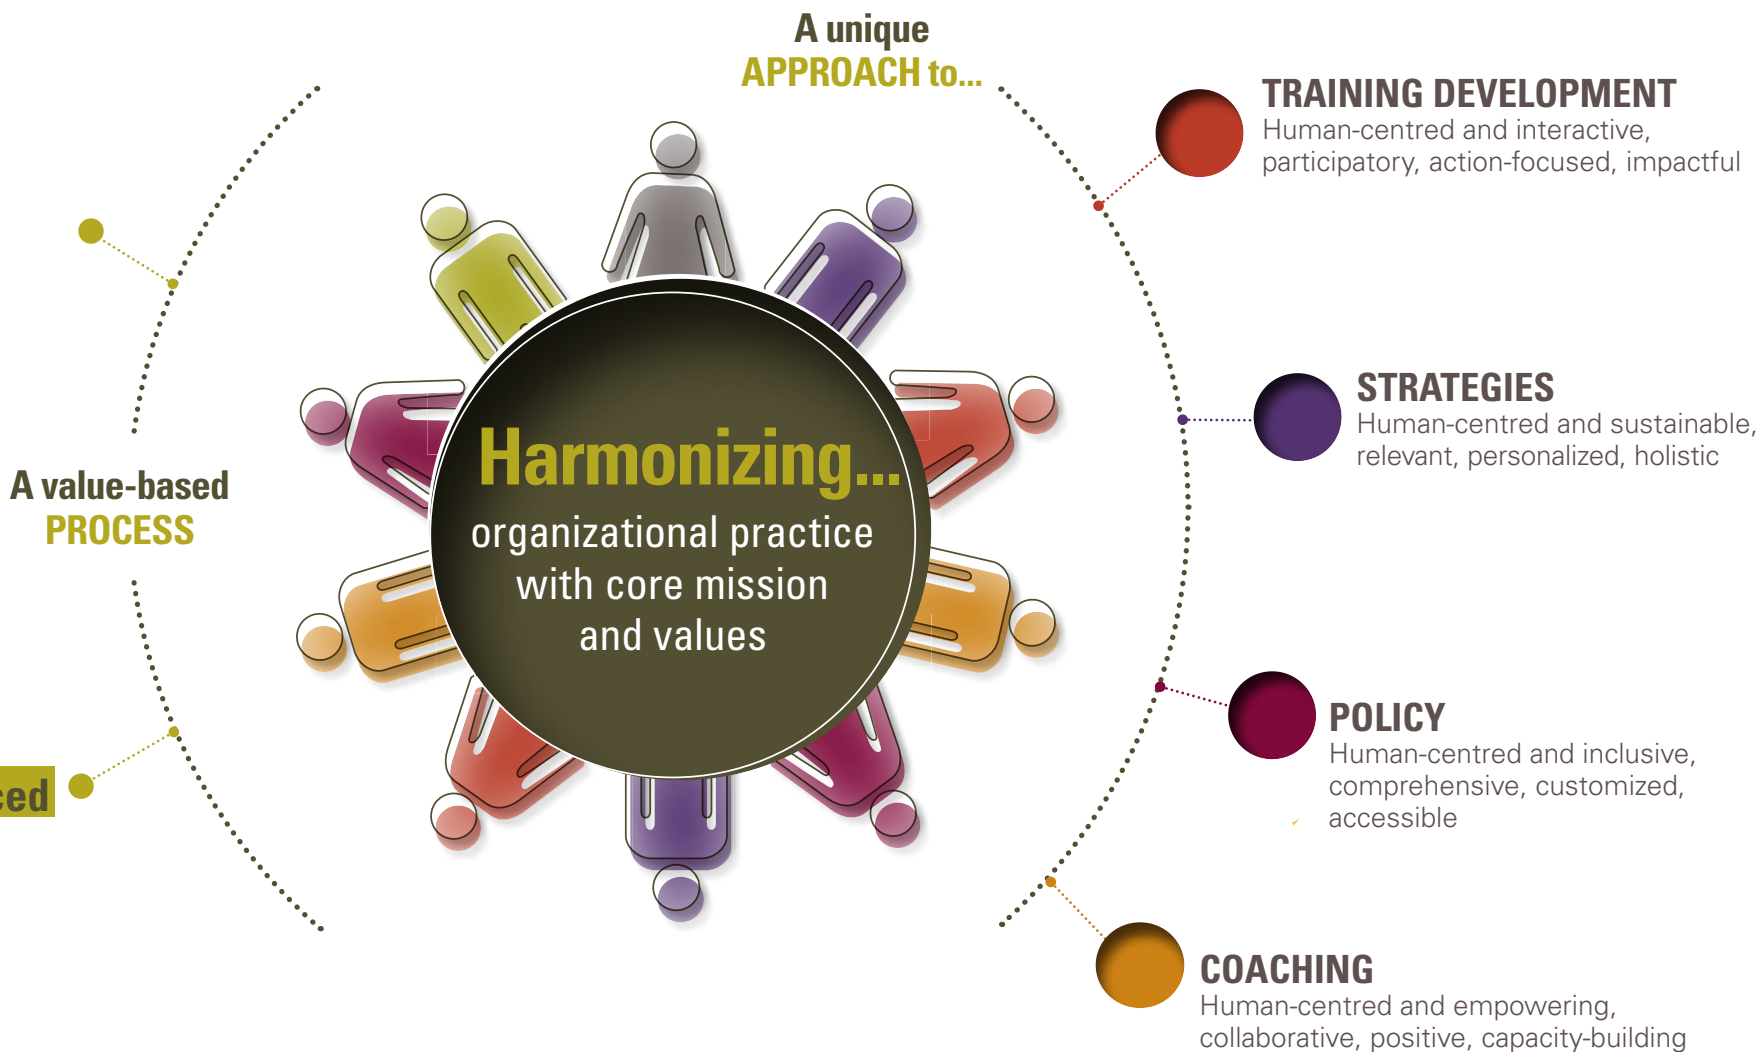 A unique
APPROACH to...
TRAINING DEVELOPMENT
Human-centred and interactive,
participatory, action-focused, impactful
STRATEGIES
Human-centred and sustainable,
relevant, personalized, holistic
A value-based
PROCESS
Harmonizing...
organizational practice
with core mission
and values
POLICY
Human-centred and inclusive,
comprehensive, customized,
accessible
COACHING
Human-centred and empowering,
collaborative, positive, capacity-building